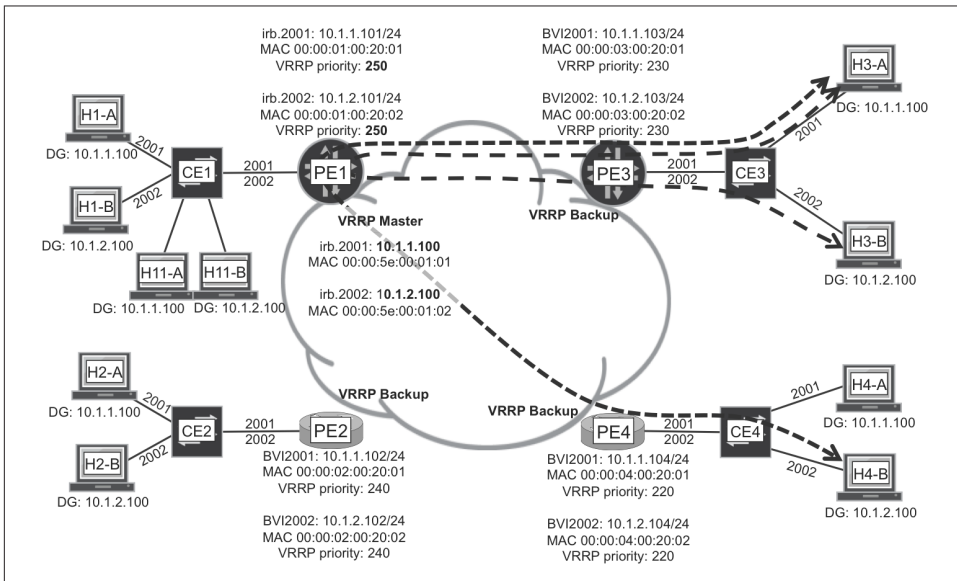 irb.2001: 10.1.1.101/24
MAC 00:00:01:00:20:01
VRRP priority: 250
irb.2002: 10.1.2.101/24
MAC 00:00:01:00:20:02
VRRP priority: 250
BVI2001: 10.1.1.103/24
MAC 00:00:03:00:20:01
VRRP priority: 230
BVI2002: 10.1.2.103/24
MAC 00:00:03:00:20:02
VRRP priority: 230
H1-A
DG: 10.1.1.100
2001
H1-B
DG: 10.1.2.100
2002
CE1
2001
2002
PE1
H11-A
DG: 10.1.1.100
H11-B
DG: 10.1.2.100
VRRP Master
irb.2001: 10.1.1.100
MAC 00:00:5e:00:01:01
irb.2002: 10.1.2.100
MAC 00:00:5e:00:01:02
PE3
VRRP Backup
2001
2002
CE3
2001
H3-A
DG: 10.1.1.100
2002
H3-B
DG: 10.1.2.100
H2-A
DG: 10.1.1.100
2001
H2-B
DG: 10.1.2.100
2002
CE2
2001
2002
PE2
VRRP Backup
BVI2001: 10.1.1.102/24
MAC 00:00:02:00:20:01
VRRP priority: 240
BVI2002: 10.1.2.102/24
MAC 00:00:02:00:20:02
VRRP priority: 240
VRRP Backup
PE4
2001
2002
CE4
2001
H4-A
DG: 10.1.1.100
2002
H4-B
DG: 10.1.2.100
BVI2001: 10.1.1.104/24
MAC 00:00:04:00:20:01
VRRP priority: 220
BVI2002: 10.1.2.104/24
MAC 00:00:04:00:20:02
VRRP priority: 220